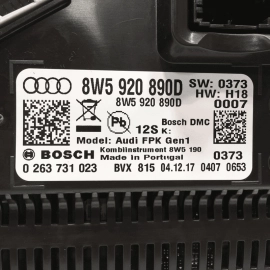 8W5 920 890D
SW: 0373
8W5 920 890D
HW: H18
0007
Pb
12S
Bosch DMC
K:
Model: Audi FPK Gen1
BOSCH
Kombiinstrument 8W5 190
Made in Portugal
0373
0 263 731 023
BVX 815
04.12.17
0407
0653